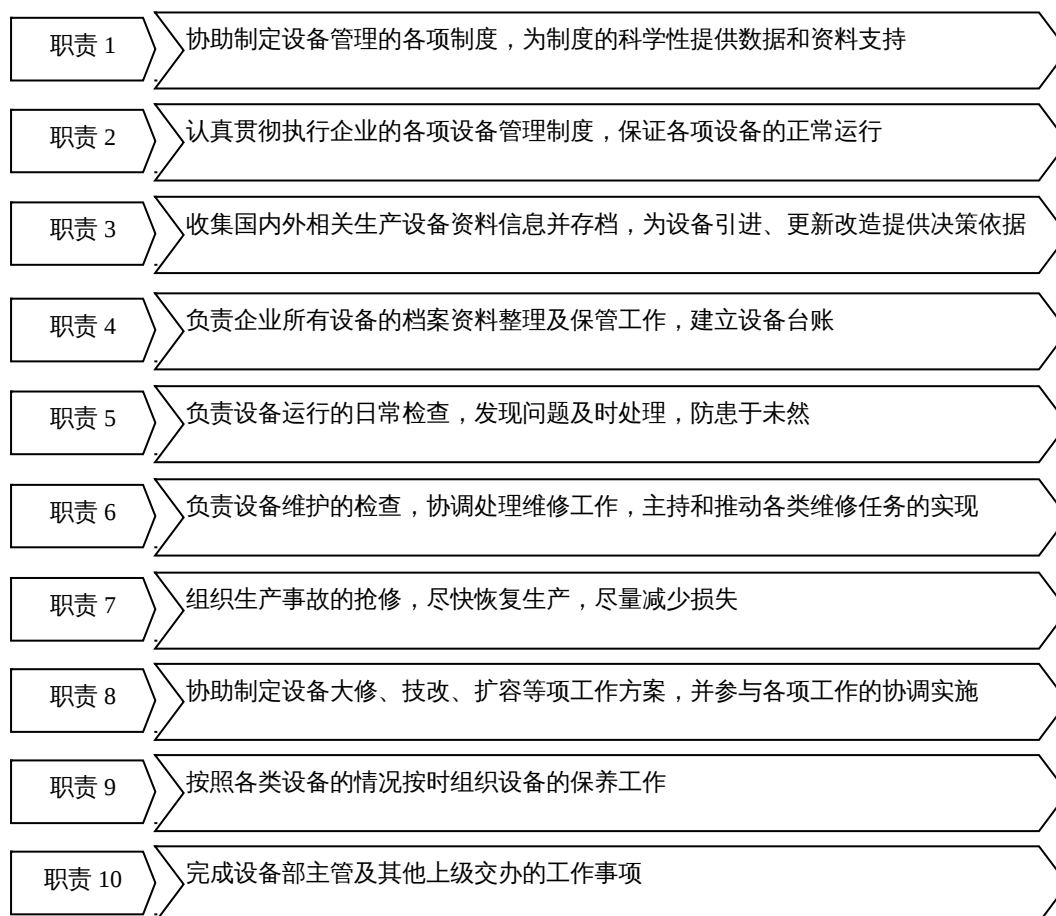 职责 1
协助制定设备管理的各项制度，为制度的科学性提供数据和资料支持
职责 2
认真贯彻执行企业的各项设备管理制度，保证各项设备的正常运行
职责 3
收集国内外相关生产设备资料信息并存档，为设备引进、更新改造提供决策依据
职责 4
负责企业所有设备的档案资料整理及保管工作，建立设备台账
职责 5
负责设备运行的日常检查，发现问题及时处理，防患于未然
职责 6
负责设备维护的检查，协调处理维修工作，主持和推动各类维修任务的实现
职责 7
组织生产事故的抢修，尽快恢复生产，尽量减少损失
职责 8
协助制定设备大修、技改、扩容等项工作方案，并参与各项工作的协调实施
职责 9
按照各类设备的情况按时组织设备的保养工作
职责 10
完成设备部主管及其他上级交办的工作事项